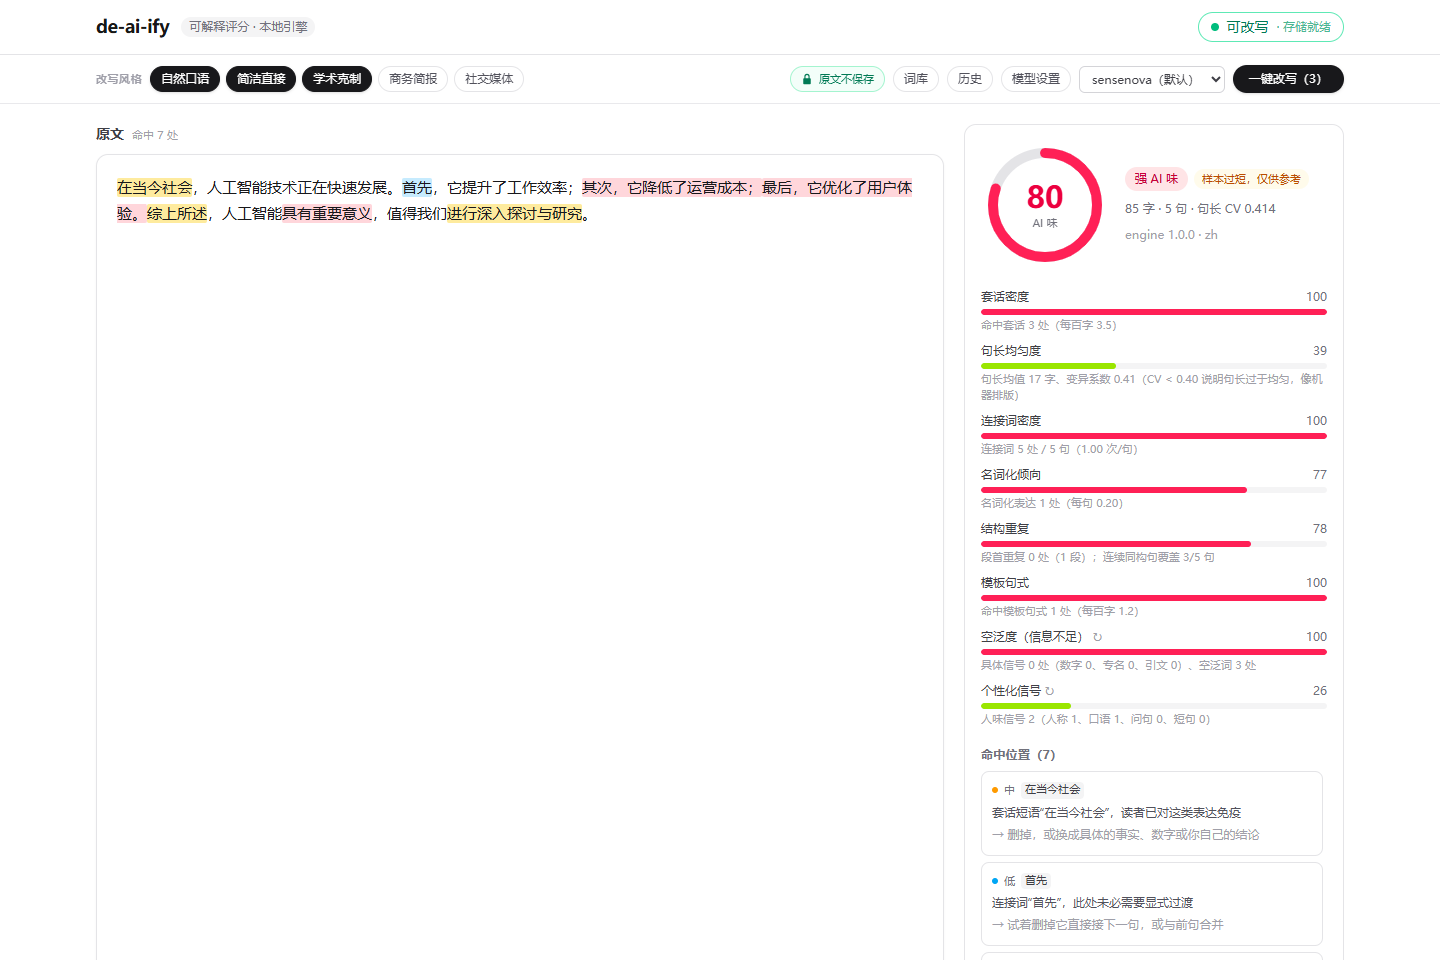 de-ai-ify 可解释评分 · 本地引擎 可改写 · 存储就绪
改写风格 自然口语 简洁直接 学术克制 商务简报 社交媒体 原文不保存 词库 历史 模型设置 sensenova（默认） 一键改写（3）
原文 命中 7 处
在当今社会，人工智能技术正在快速发展。首先，它提升了工作效率；其次，它降低了运营成本；最后，它优化了用户体
验。综上所述，人工智能具有重要意义，值得我们进行深入探讨与研究。
80
AI 味
强 AI 味 样本过短，仅供参考
85 字 · 5 句 · 句长 CV 0.414
engine 1.0.0 · zh
套话密度 100
命中套话 3 处（每百字 3.5）
句长均匀度 39
句长均值 17 字、变异系数 0.41（CV < 0.40 说明句长过于均匀，像机
器排版）
连接词密度 100
连接词 5 处 / 5 句（1.00 次/句）
名词化倾向 77
名词化表达 1 处（每句 0.20）
结构重复 78
段首重复 0 处（1 段）；连续同构句覆盖 3/5 句
模板句式 100
命中模板句式 1 处（每百字 1.2）
空泛度（信息不足） ↻ 100
具体信号 0 处（数字 0、专名 0、引文 0）、空泛词 3 处
个性化信号 ↻ 26
人味信号 2（人称 1、口语 1、问句 0、短句 0）
命中位置（7）
中 在当今社会
套话短语“在当今社会”，读者已对这类表达免疫
→ 删掉，或换成具体的事实、数字或你自己的结论
低 首先
连接词“首先”，此处未必需要显式过渡
→ 试着删掉它直接接下一句，或与前句合并